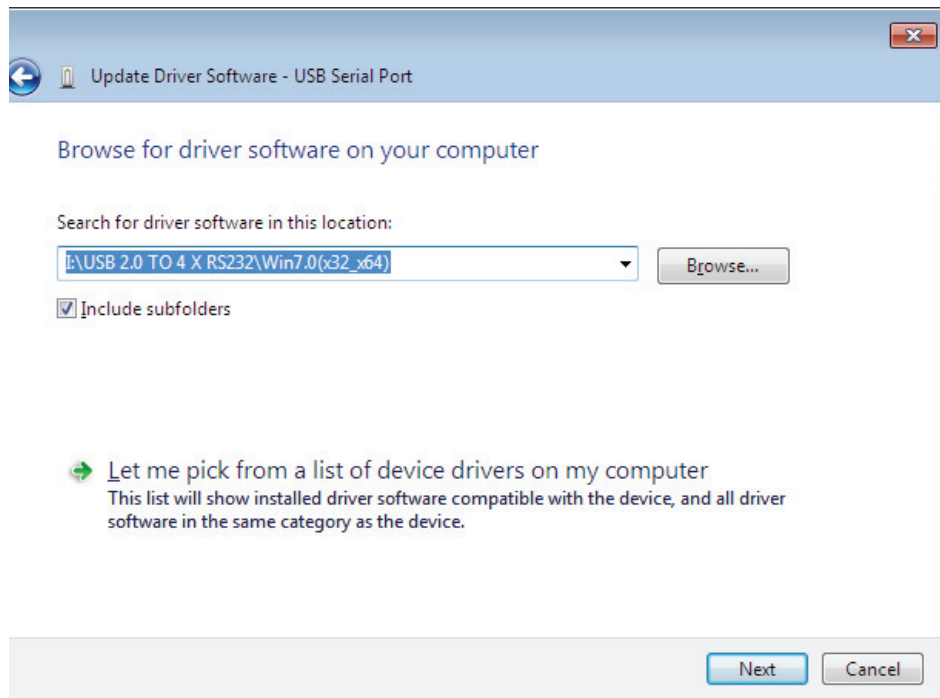 Update Driver Software - USB Serial Port
Browse for driver software on your computer
Search for driver software in this location:
I:\USB 2.0 TO 4 X RS232\Win7.0(x32_x64)
Browse...
Include subfolders
Let me pick from a list of device drivers on my computer
This list will show installed driver software compatible with the device, and all driver
software in the same category as the device.
Next
Cancel